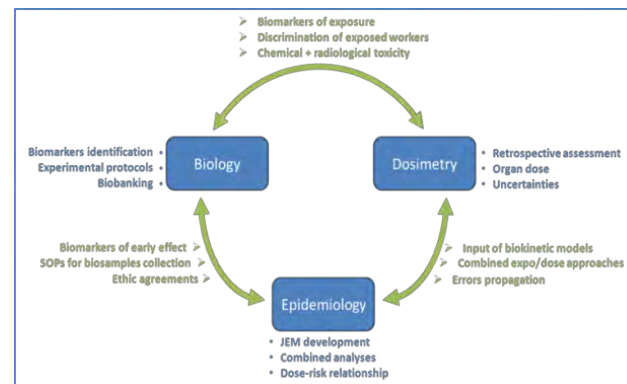 ➤ Biomarkers of exposure
➤ Discrimination of exposed workers
➤ Chemical + radiological toxicity
Biomarkers identification •
Experimental protocols •
Biobanking •
Biology
Dosimetry
• Retrospective assessment
• Organ dose
• Uncertainties
Biomarkers of early effect ➤
SOPs for biosamples collection ➤
Ethic agreements ➤
➤ Input of biokinetic models
➤ Combined expo/dose approaches
➤ Errors propagation
Epidemiology
• JEM development
• Combined analyses
• Dose-risk relationship